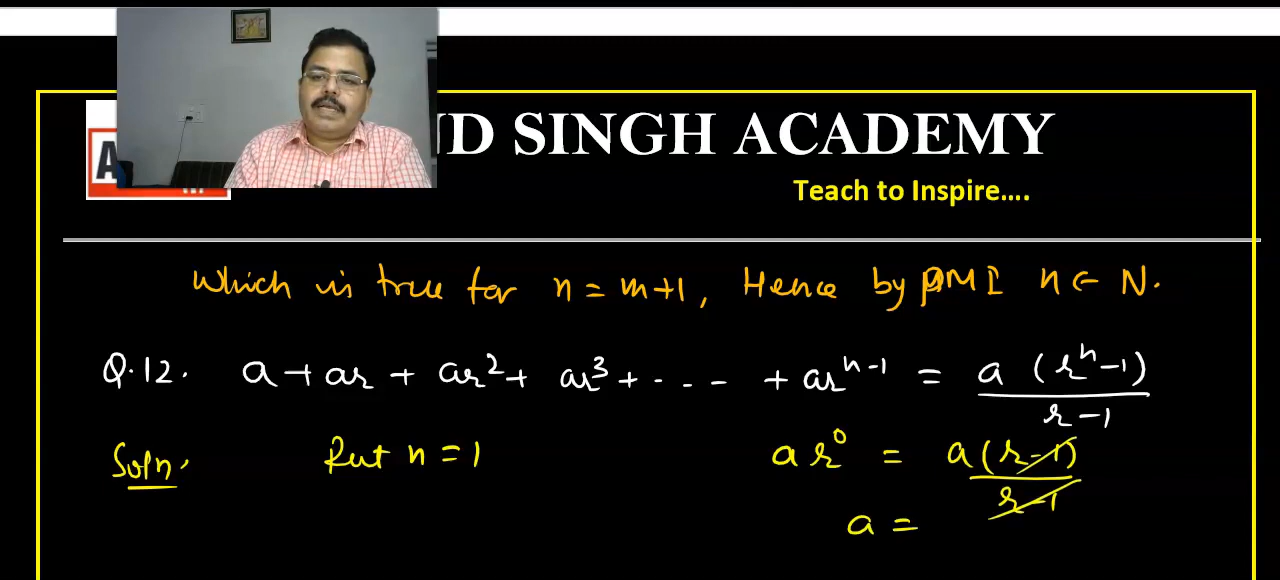 A
ND SINGH ACADEMY
Teach to Inspire....
Which is true for n = m+1, Hence by PMI n ∈ N.
Q.12. a + ar + ar² + ar³ + - - - + arⁿ⁻¹ = a (rⁿ-1) / r-1
Soln. Put n = 1 ar⁰ = a(r-1) / r-1
a =